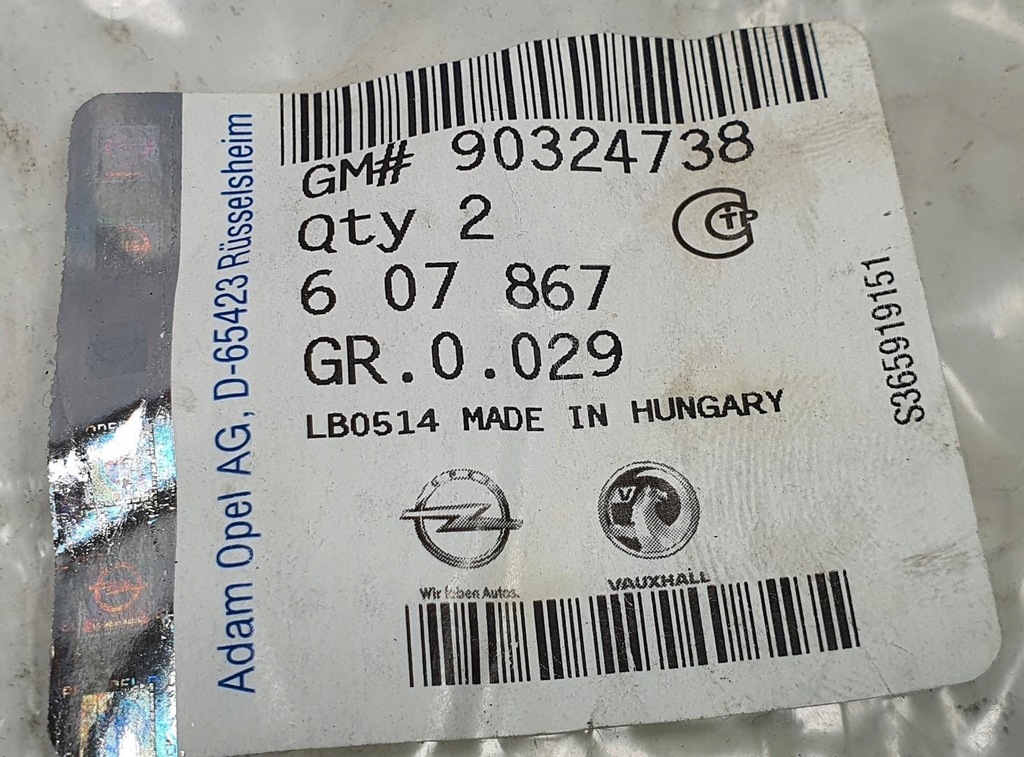 GM# 90324738
Qty 2
6 07 867
GR.0.029
LB0514 MADE IN HUNGARY
OPEL
Wir leben Autos.
VAUXHALL
Adam Opel AG, D-65423 Rüsselsheim
S365919151